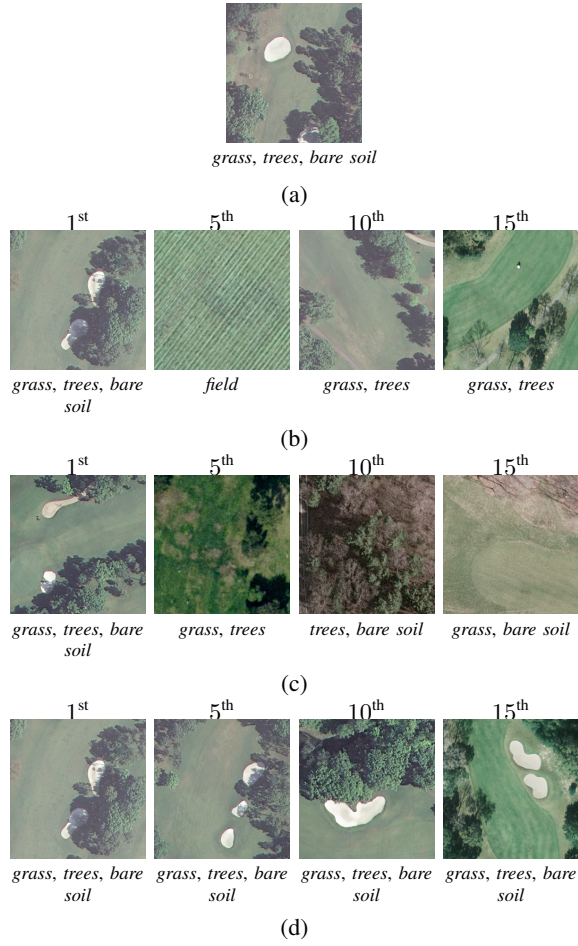 grass, trees, bare soil
(a)
1st 5th 10th 15th
grass, trees, bare field grass, trees grass, trees
soil
(b)
1st 5th 10th 15th
grass, trees, bare grass, trees trees, bare soil grass, bare soil
soil
(c)
1st 5th 10th 15th
grass, trees, bare grass, trees, bare grass, trees, bare grass, trees, bare
soil soil soil soil
(d)